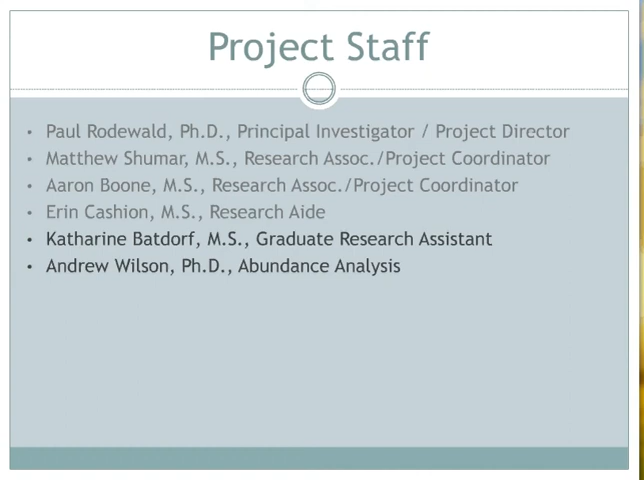 Project Staff
• Paul Rodewald, Ph.D., Principal Investigator / Project Director
• Matthew Shumar, M.S., Research Assoc./Project Coordinator
• Aaron Boone, M.S., Research Assoc./Project Coordinator
• Erin Cashion, M.S., Research Aide
• Katharine Batdorf, M.S., Graduate Research Assistant
• Andrew Wilson, Ph.D., Abundance Analysis